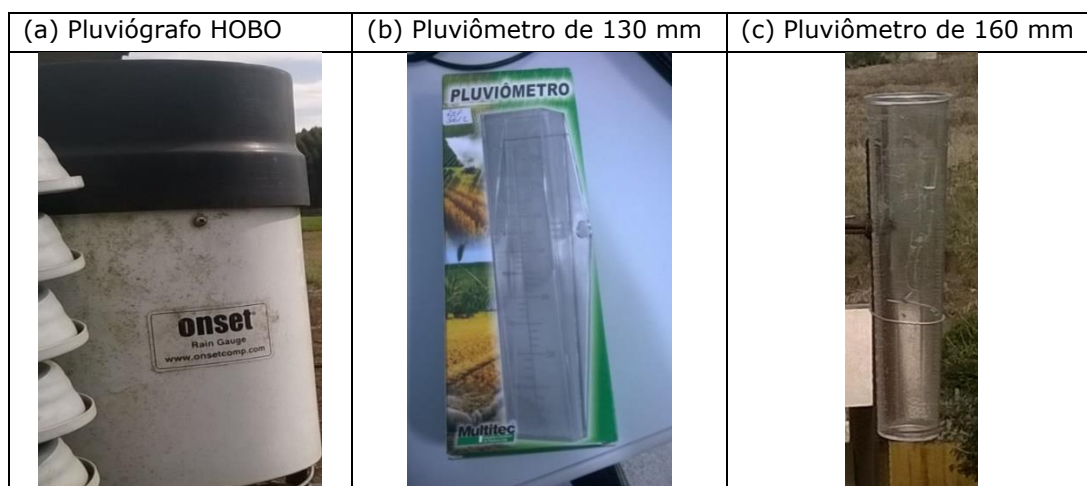 (a) Pluviógrafo HOBO
(b) Pluviômetro de 130 mm
(c) Pluviômetro de 160 mm
onset
Rain Gauge
www.onsetcomp.com
PLUVIÔMETRO
Multitec